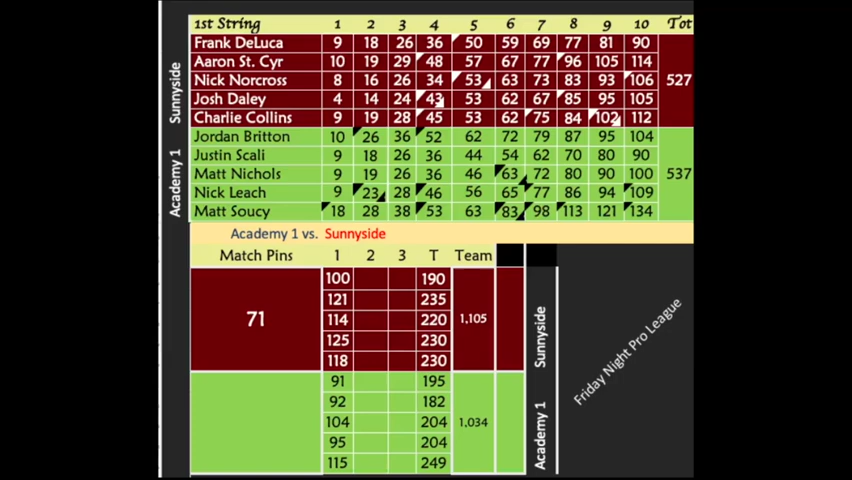 1st String 1 2 3 4 5 6 7 8 9 10 Tot
Sunnyside
Frank DeLuca 9 18 26 36 50 59 69 77 81 90
Aaron St. Cyr 10 19 29 48 57 67 77 96 105 114
Nick Norcross 8 16 26 34 53 63 73 83 93 106 527
Josh Daley 4 14 24 43 53 62 67 85 95 105
Charlie Collins 9 19 28 45 53 62 75 84 102 112
Academy 1
Jordan Britton 10 26 36 52 62 72 79 87 95 104
Justin Scali 9 18 26 36 44 54 62 70 80 90
Matt Nichols 9 19 26 36 46 63 72 80 90 100 537
Nick Leach 9 23 28 46 56 65 77 86 94 109
Matt Soucy 18 28 38 53 63 83 98 113 121 134
Academy 1 vs. Sunnyside
Match Pins 1 2 3 T Team
100 190
121 235
71 114 220 1,105
125 230
118 230
Sunnyside
91 195
92 182
104 204 1,034
95 204
115 249
Academy 1
Friday Night Pro League